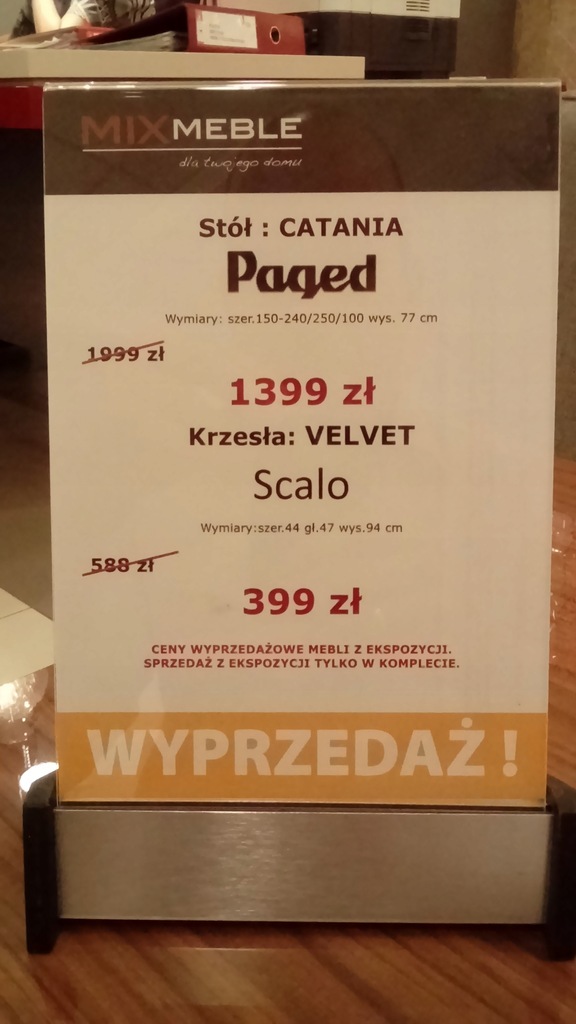 MIXMEBLE
dla twojego domu
Stół : CATANIA
Paged
Wymiary: szer.150-240/250/100 wys. 77 cm
1999 zł
1399 zł
Krzesła: VELVET
Scalo
Wymiary:szer.44 gł.47 wys.94 cm
588 zł
399 zł
CENY WYPRZEDAŻOWE MEBLI Z EKSPOZYCJI.
SPRZEDAŻ Z EKSPOZYCJI TYLKO W KOMPLECIE.
WYPRZEDAŻ !